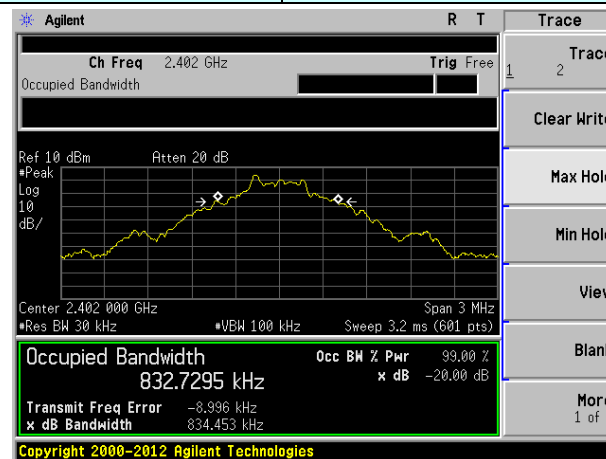 Agilent R T Trace
Ch Freq 2.402 GHz Trig Free
Occupied Bandwidth
Trace
1 2
Clear Write
Max Hold
Min Hold
View
Blank
More
1 of
Ref 10 dBm Atten 20 dB
#Peak
Log
10
dB/
Center 2.402 000 GHz Span 3 MHz
#Res BW 30 kHz #VBW 100 kHz Sweep 3.2 ms (601 pts)
Occupied Bandwidth Occ BW % Pwr 99.00 %
832.7295 kHz x dB -20.00 dB
Transmit Freq Error -8.996 kHz
x dB Bandwidth 834.453 kHz
Copyright 2000-2012 Agilent Technologies